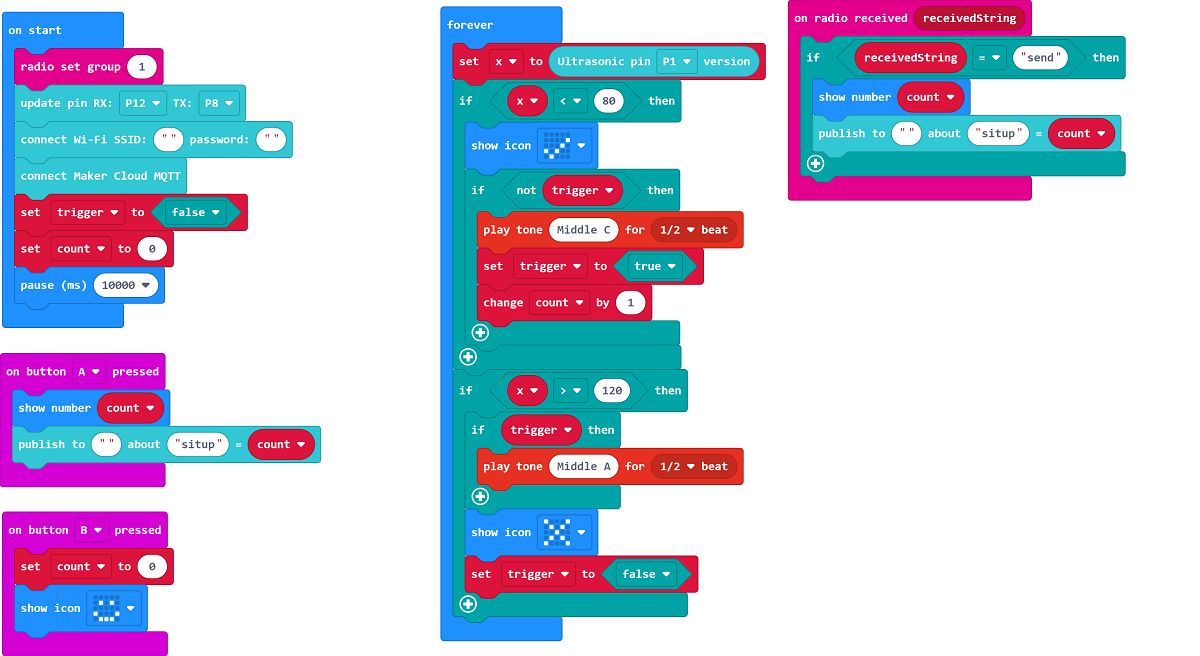 on start
radio set group 1
update pin RX: P12 TX: P8
connect Wi-Fi SSID: " " password: " "
connect Maker Cloud MQTT
set trigger to false
set count to 0
pause (ms) 10000
on button A pressed
show number count
publish to " " about "situp" = count
on button B pressed
set count to 0
show icon
forever
set x to Ultrasonic pin P1 version
if x < 80 then
show icon
if not trigger then
play tone Middle C for 1/2 beat
set trigger to true
change count by 1
if x > 120 then
if trigger then
play tone Middle A for 1/2 beat
show icon
set trigger to false
on radio received receivedString
if receivedString = "send" then
show number count
publish to " " about "situp" = count